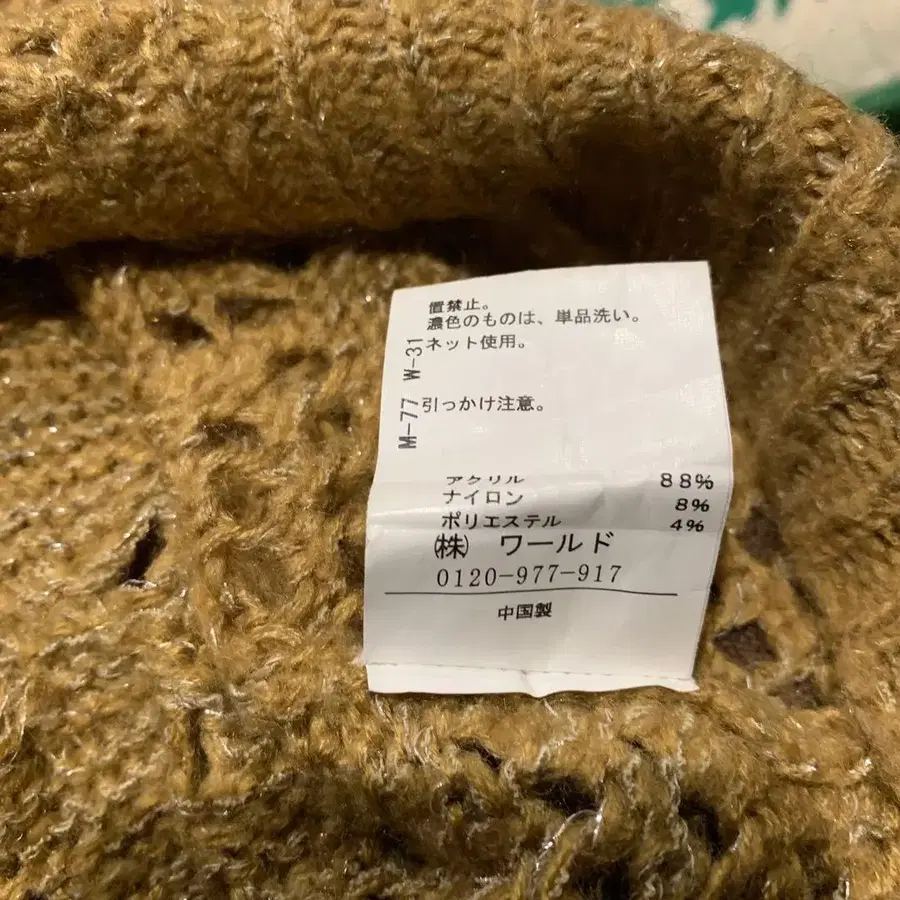 置禁止。
濃色のものは、単品洗い。
ネット使用。
引っかけ注意。
M-77 W-31
アクリル 88%
ナイロン 8%
ポリエステル 4%
㈱ ワールド
0120-977-917
中国製